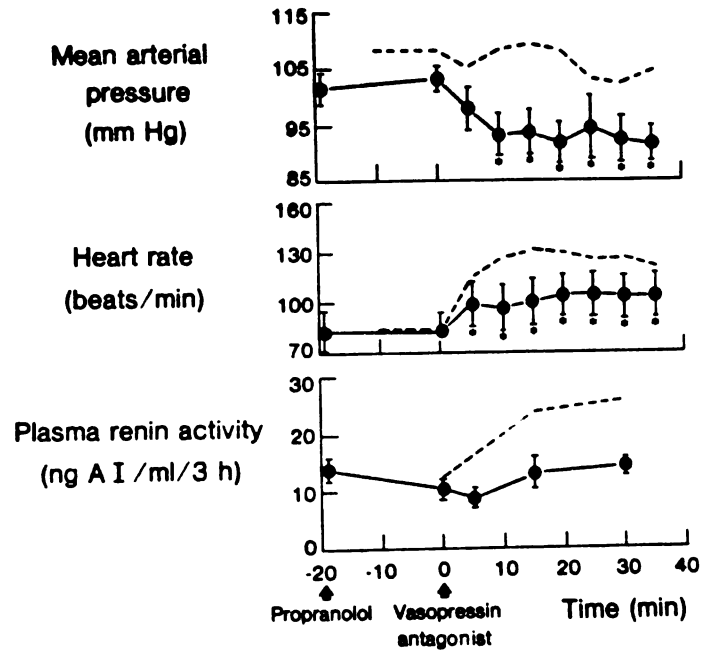 115
Mean arterial
pressure
(mm Hg)
105
95
85
160
Heart rate
(beats/min)
130
100
70
30
Plasma renin activity
(ng A I/ml/3 h)
20
10
0
-20 -10 0 10 20 30 40
Propranolol Vasopressin
antagonist
Time (min)